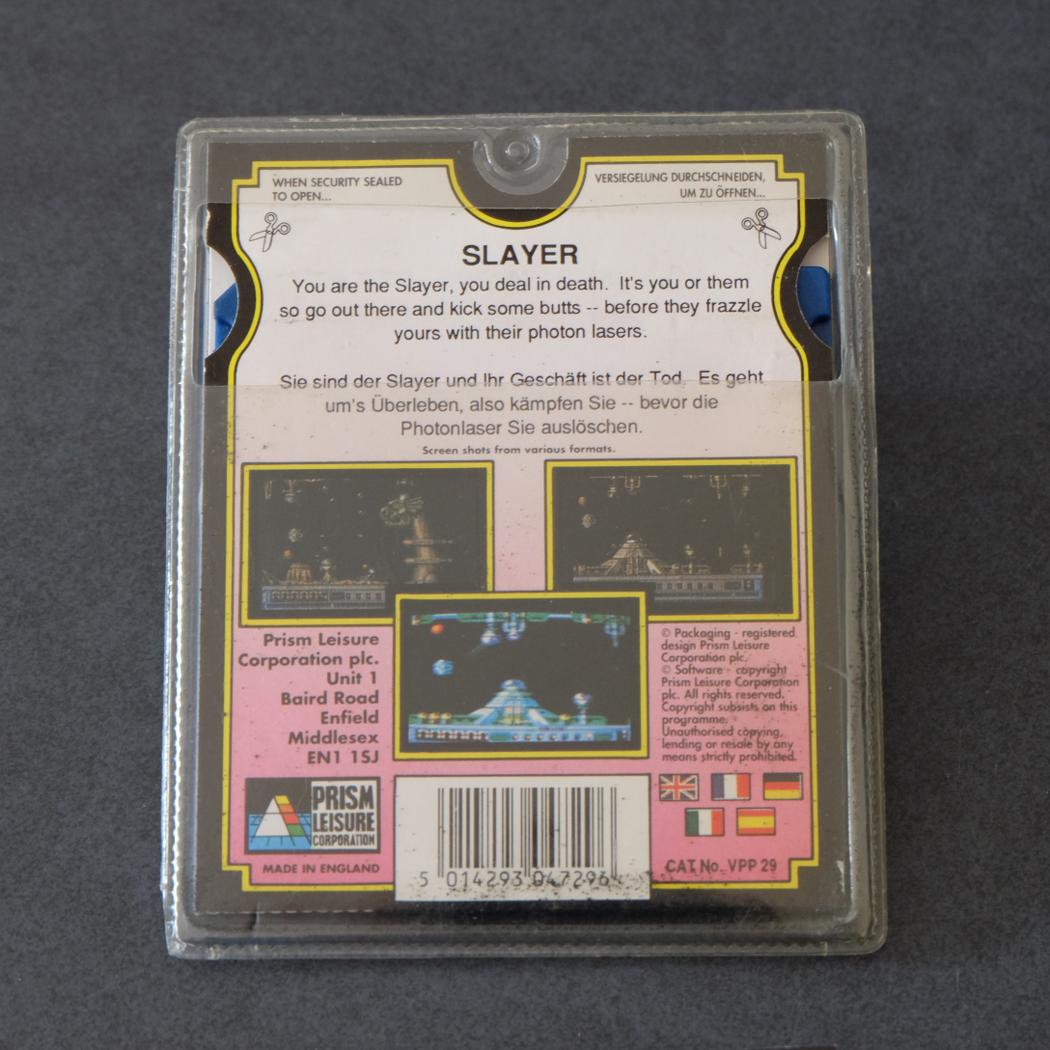 WHEN SECURITY SEALED
TO OPEN...
VERSIEGELUNG DURCHSCHNEIDEN,
UM ZU ÖFFNEN...
SLAYER
You are the Slayer, you deal in death. It's you or them
so go out there and kick some butts -- before they frazzle
yours with their photon lasers.
Sie sind der Slayer und Ihr Geschäft ist der Tod. Es geht
um's Überleben, also kämpfen Sie -- bevor die
Photonlaser Sie auslöschen.
Screen shots from various formats.
Prism Leisure
Corporation plc.
Unit 1
Baird Road
Enfield
Middlesex
EN1 1SJ
© Packaging - registered
design Prism Leisure
Corporation plc.
© Software - copyright
Prism Leisure Corporation
plc. All rights reserved.
Copyright subsists on this
programme.
Unauthorised copying,
lending or resale by any
means strictly prohibited.
PRISM
LEISURE
CORPORATION
MADE IN ENGLAND
5 014293 047296
CAT No. VPP 29